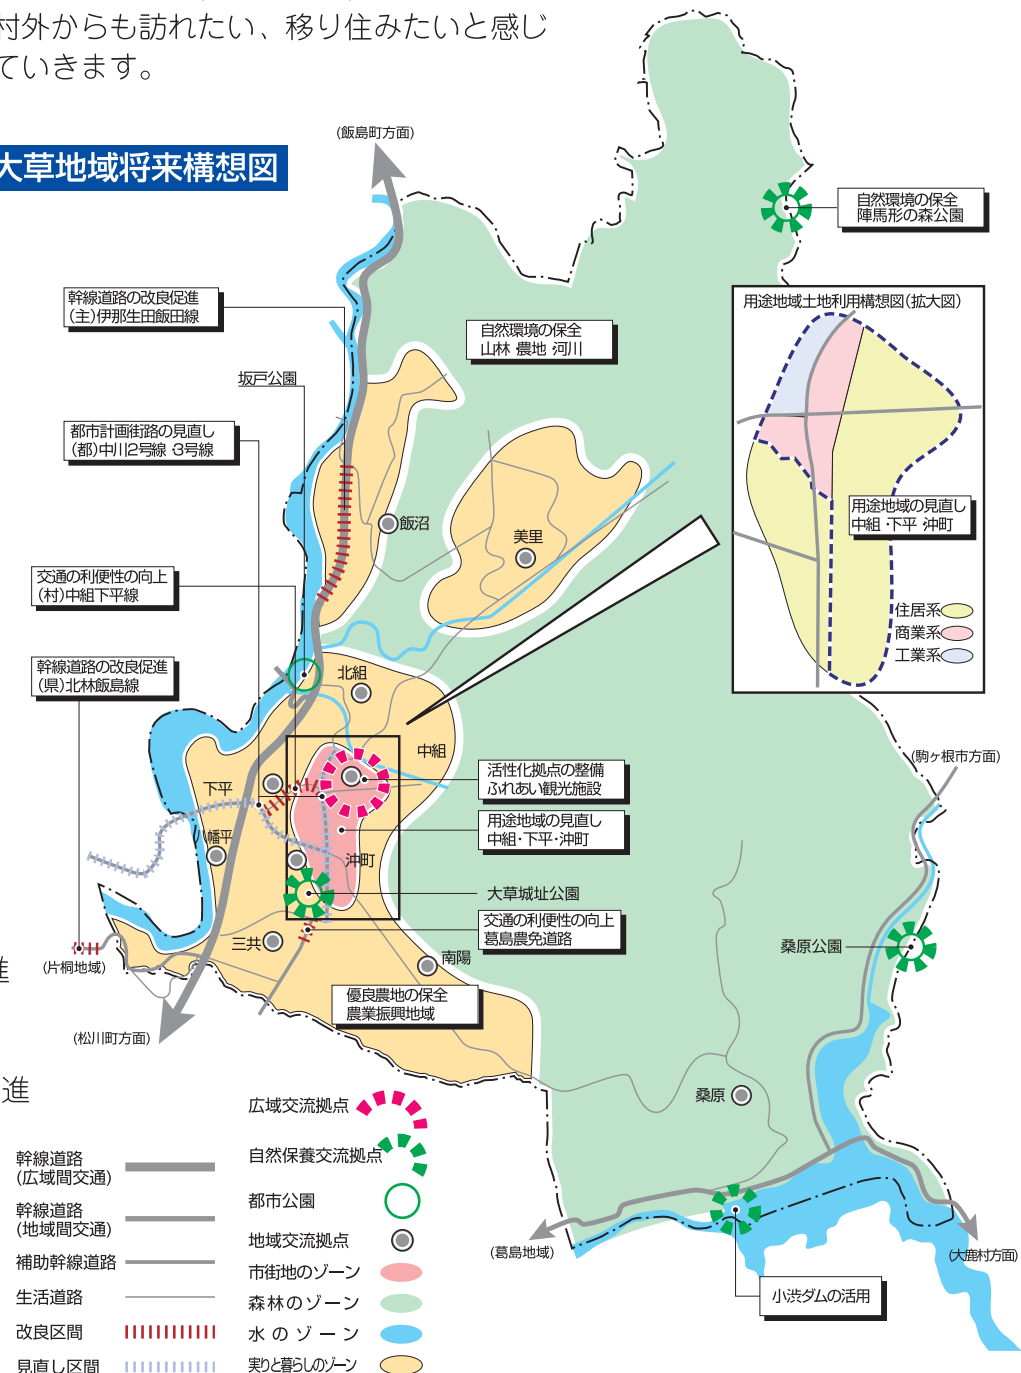 村外からも訪れたい、移り住みたいと感じ
ていきます。
大草地域将来構想図
(飯島町方面)
自然環境の保全
陣馬形の森公園
幹線道路の改良促進
(主)伊那生田飯田線
自然環境の保全
山林・農地・河川
用途地域土地利用構想図(拡大図)
坂戸公園
都市計画街路の見直し
(都)中川2号線・3号線
飯沼
美里
用途地域の見直し
中組・下平・沖町
住居系
商業系
工業系
交通の利便性の向上
(村)中組下平線
幹線道路の改良促進
(県)北林飯島線
北組
中組
下平
八幡平
沖町
活性化拠点の整備
ふれあい観光施設
用途地域の見直し
中組・下平・沖町
大草城址公園
交通の利便性の向上
葛島農免道路
(駒ヶ根市方面)
桑原公園
三共
南陽
(片桐地域)
優良農地の保全
農業振興地域
(松川町方面)
進
進
桑原
(葛島地域)
(大鹿村方面)
小渋ダムの活用
広域交流拠点
自然保養交流拠点
都市公園
地域交流拠点
市街地のゾーン
森林のゾーン
水のゾーン
実りと暮らしのゾーン
幹線道路
(広域間交通)
幹線道路
(地域間交通)
補助幹線道路
生活道路
改良区間
見直し区間